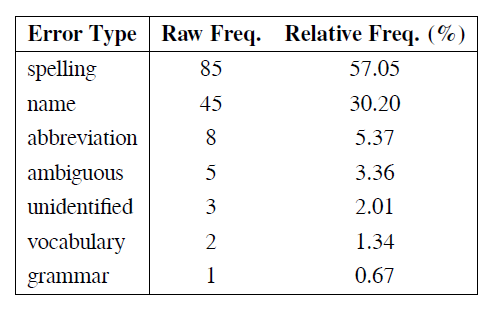 Error Type Raw Freq. Relative Freq. (%)
spelling 85 57.05
name 45 30.20
abbreviation 8 5.37
ambiguous 5 3.36
unidentified 3 2.01
vocabulary 2 1.34
grammar 1 0.67